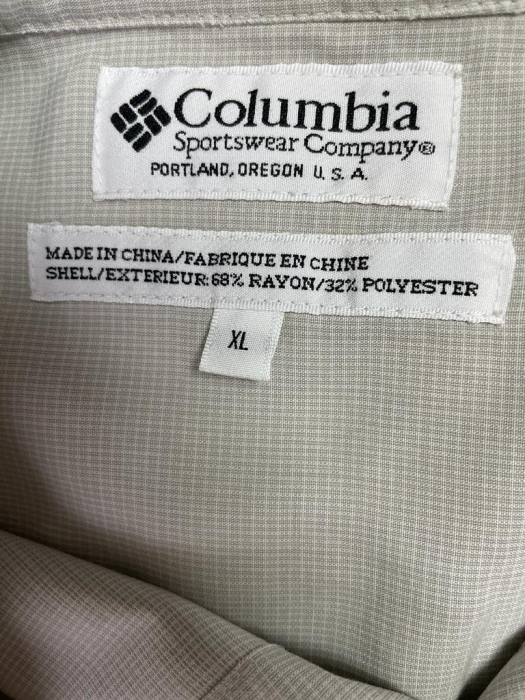 Columbia
Sportswear Company®
PORTLAND, OREGON U. S. A.
MADE IN CHINA/FABRIQUE EN CHINE
SHELL/EXTERIEUR: 68% RAYON/32% POLYESTER
XL